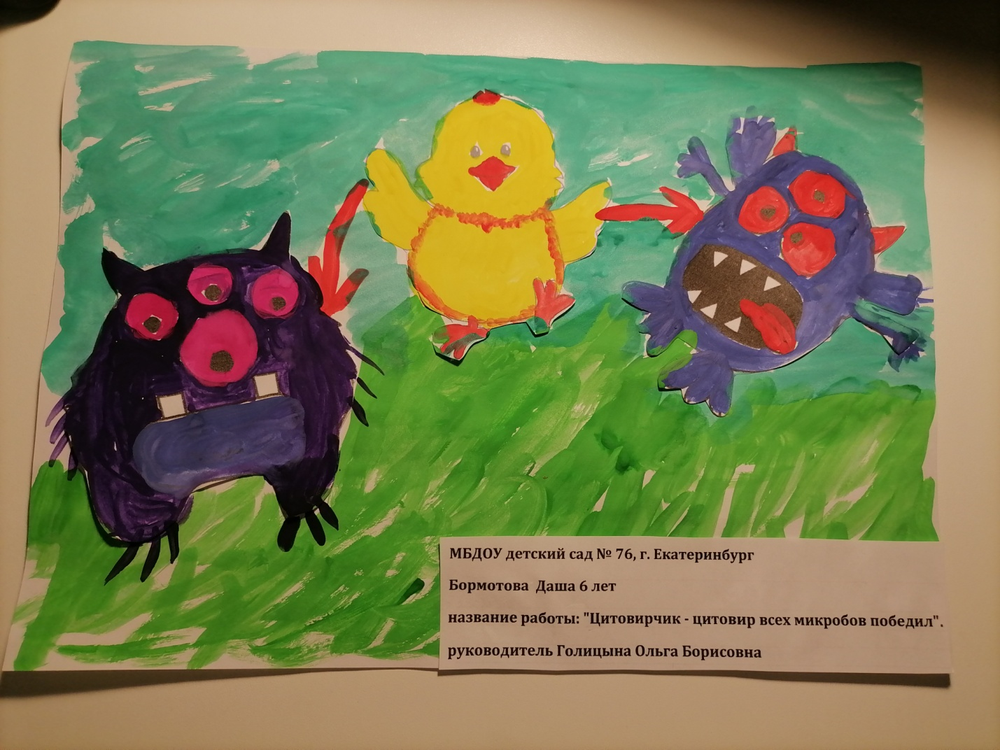 МБДОУ детский сад № 76, г. Екатеринбург
Бормотова Даша 6 лет
название работы: "Цитовирчик - цитовир всех микробов победил".
руководитель Голицына Ольга Борисовна